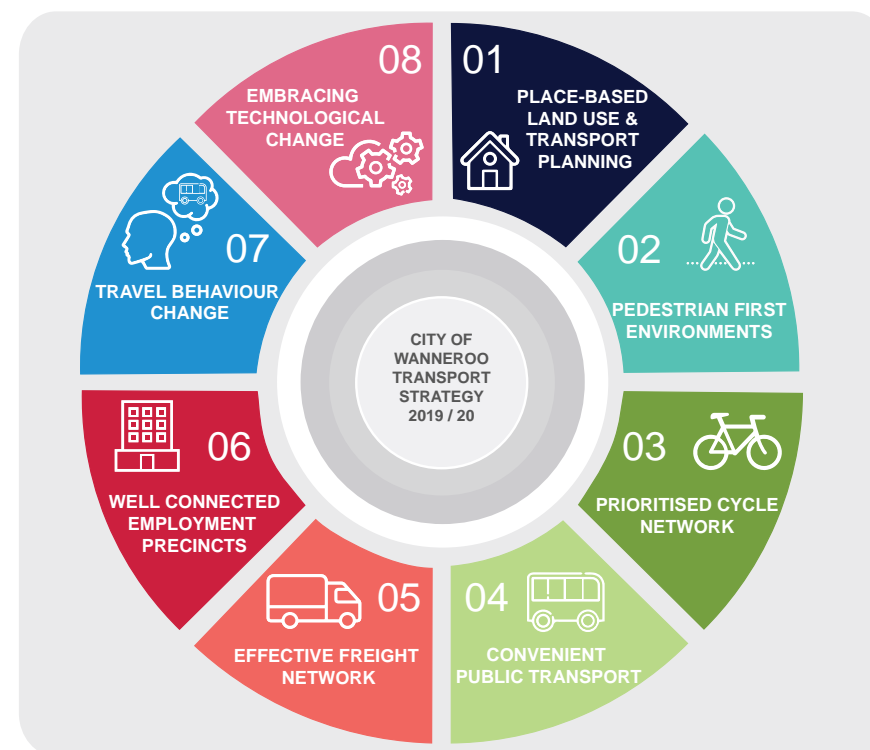 01
PLACE-BASED
LAND USE &
TRANSPORT
PLANNING
02
PEDESTRIAN FIRST
ENVIRONMENTS
03
PRIORITISED CYCLE
NETWORK
04
CONVENIENT
PUBLIC TRANSPORT
05
EFFECTIVE FREIGHT
NETWORK
06
WELL CONNECTED
EMPLOYMENT
PRECINCTS
07
TRAVEL BEHAVIOUR
CHANGE
08
EMBRACING
TECHNOLOGICAL
CHANGE
CITY OF
WANNEROO
TRANSPORT
STRATEGY
2019 / 20